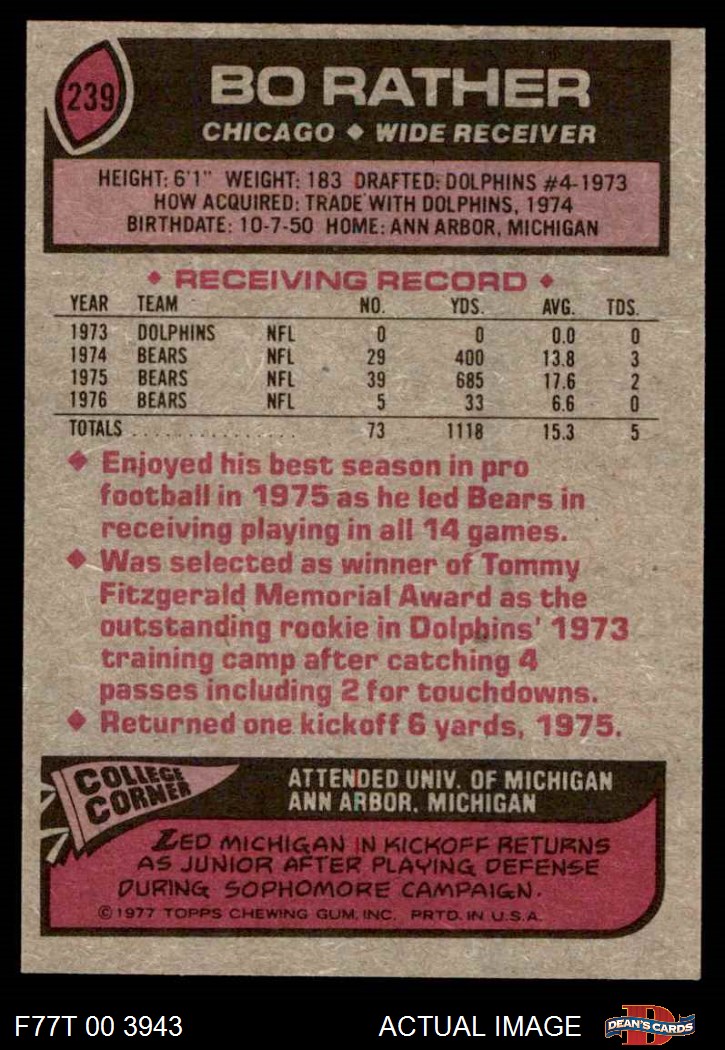 239
BO RATHER
CHICAGO ◆ WIDE RECEIVER
HEIGHT: 6'1" WEIGHT: 183 DRAFTED: DOLPHINS #4-1973
HOW ACQUIRED: TRADE WITH DOLPHINS, 1974
BIRTHDATE: 10-7-50 HOME: ANN ARBOR, MICHIGAN
◆ RECEIVING RECORD ◆
YEAR TEAM NO. YDS. AVG. TDS.
1973 DOLPHINS NFL 0 0 0.0 0
1974 BEARS NFL 29 400 13.8 3
1975 BEARS NFL 39 685 17.6 2
1976 BEARS NFL 5 33 6.6 0
TOTALS ................ 73 1118 15.3 5
◆ Enjoyed his best season in pro
football in 1975 as he led Bears in
receiving playing in all 14 games.
◆ Was selected as winner of Tommy
Fitzgerald Memorial Award as the
outstanding rookie in Dolphins' 1973
training camp after catching 4
passes including 2 for touchdowns.
◆ Returned one kickoff 6 yards, 1975.
COLLEGE
CORNER
ATTENDED UNIV. OF MICHIGAN
ANN ARBOR, MICHIGAN
LED MICHIGAN IN KICKOFF RETURNS
AS JUNIOR AFTER PLAYING DEFENSE
DURING SOPHOMORE CAMPAIGN.
©1977 TOPPS CHEWING GUM, INC. PRTD. IN U.S.A.
F77T 00 3943 ACTUAL IMAGE
D
DEAN'S CARDS